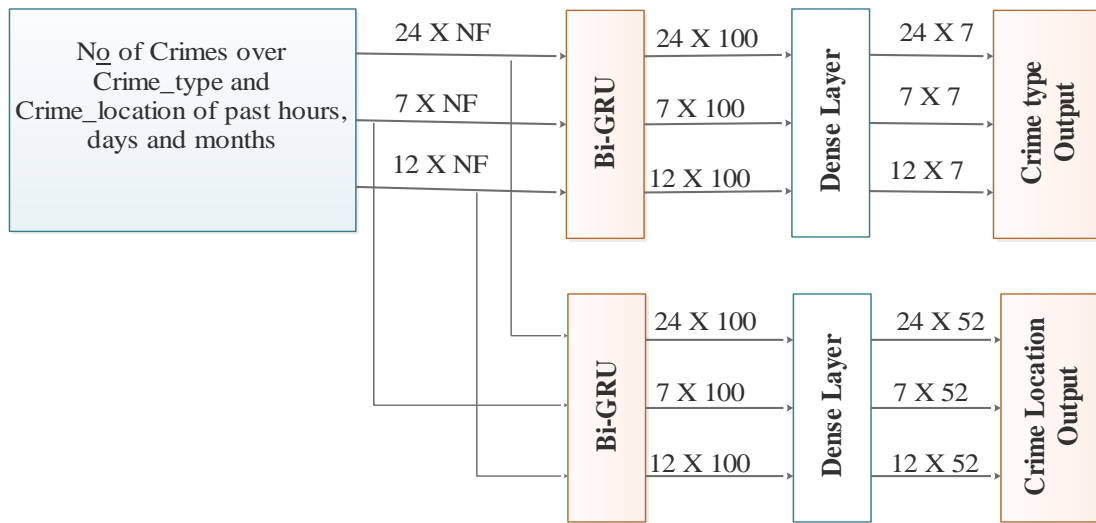 No of Crimes over
Crime_type and
Crime_location of past hours,
days and months
24 X NF
7 X NF
12 X NF
Bi-GRU
24 X 100
7 X 100
12 X 100
Dense Layer
24 X 7
7 X 7
12 X 7
Crime type
Output
Bi-GRU
24 X 100
7 X 100
12 X 100
Dense Layer
24 X 52
7 X 52
12 X 52
Crime Location
Output